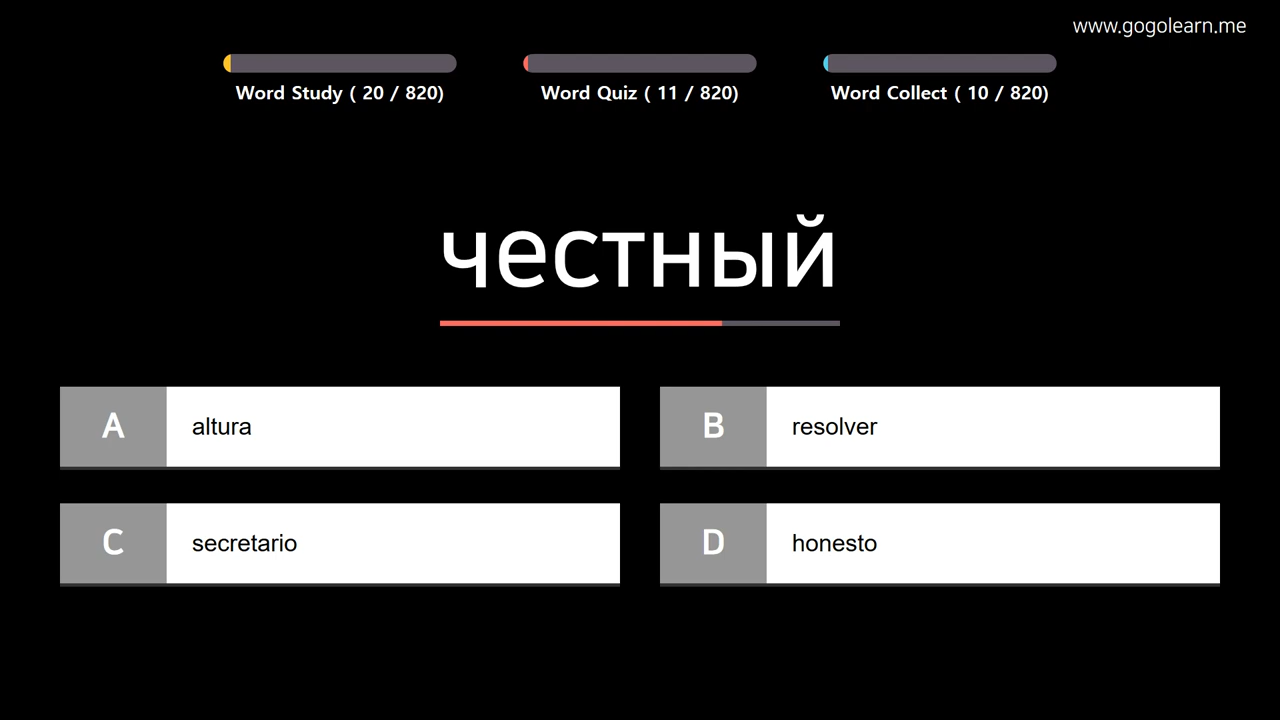 www.gogolearn.me
Word Study ( 20 / 820)
Word Quiz ( 11 / 820)
Word Collect ( 10 / 820)
честный
A altura
B resolver
C secretario
D honesto